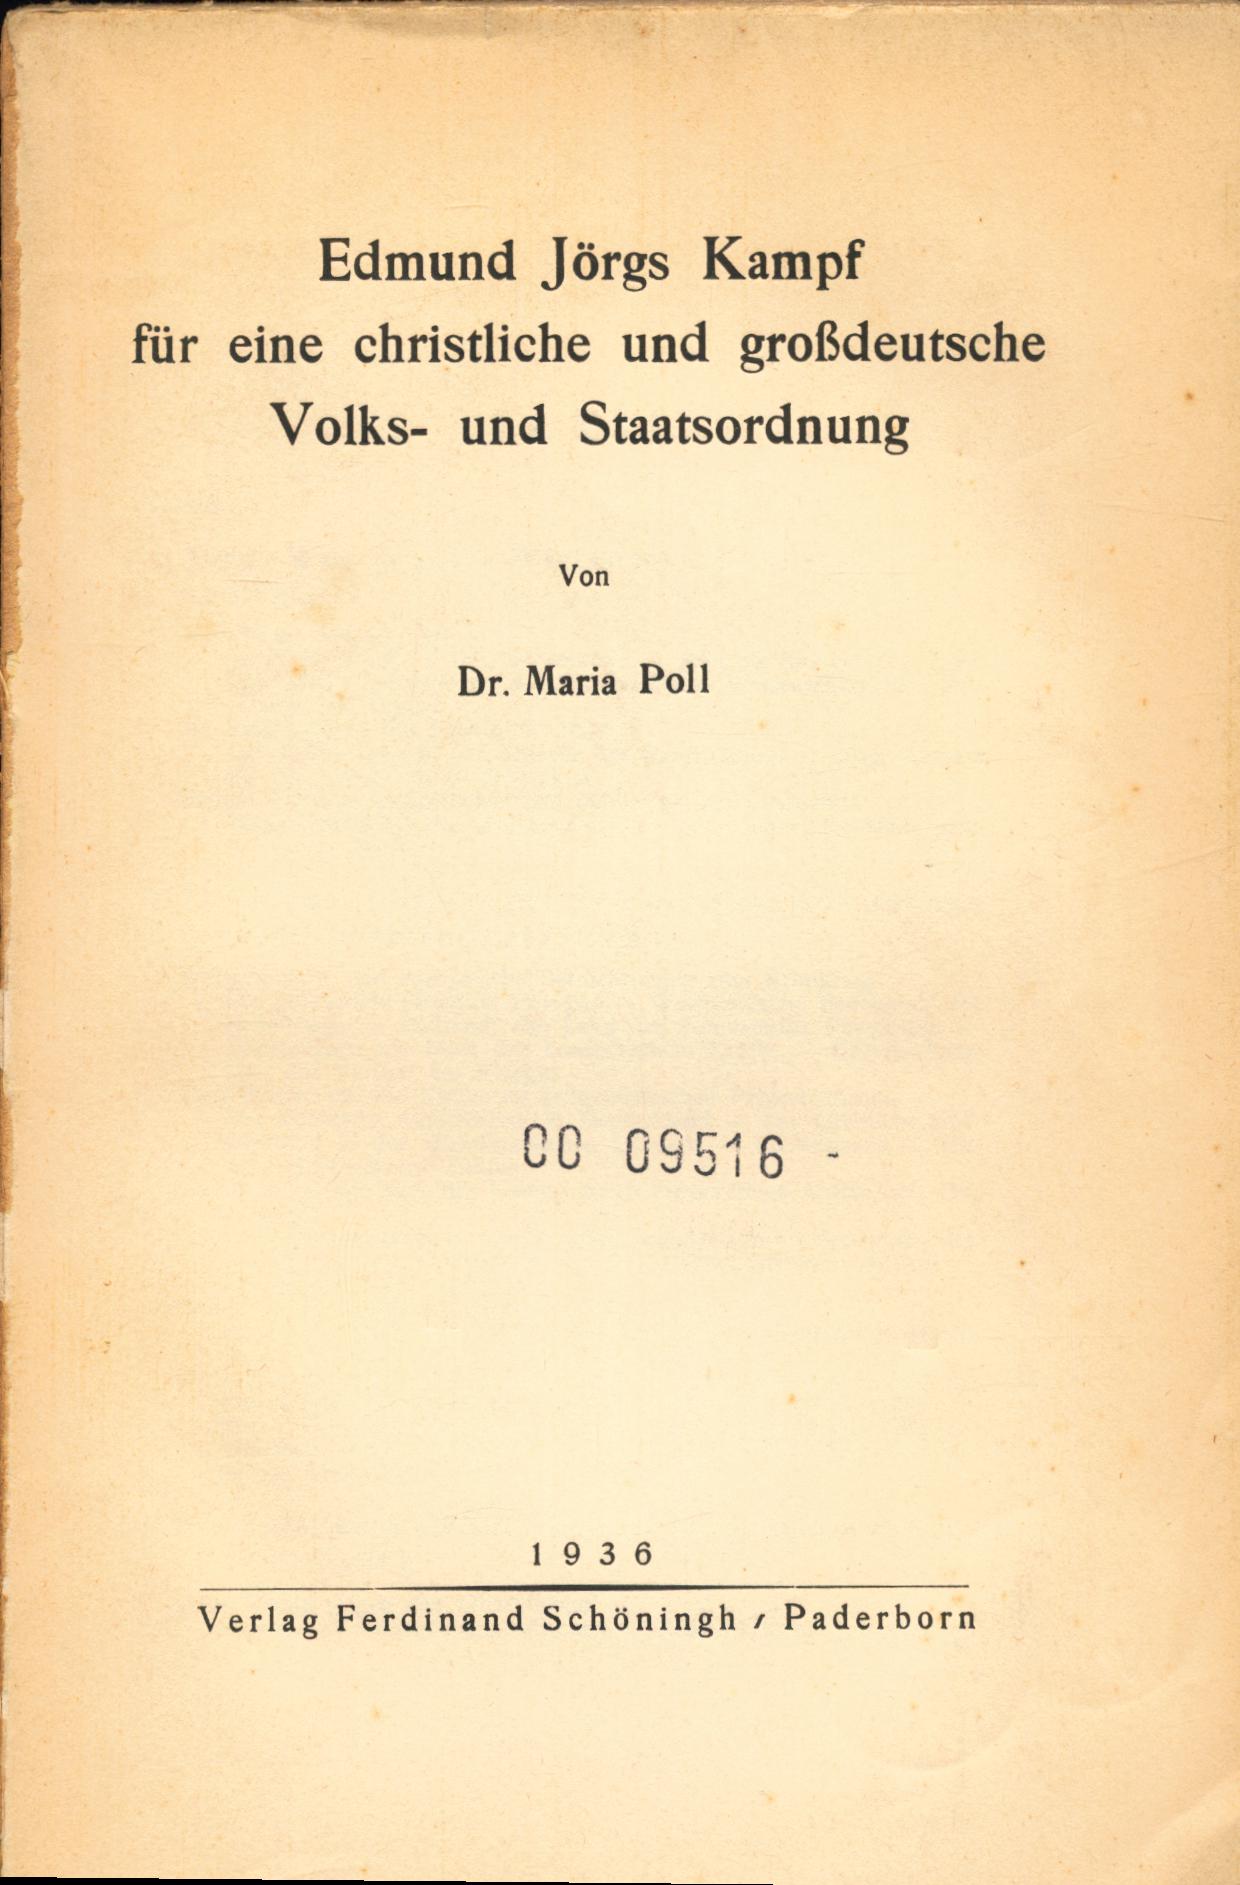 Edmund Jörgs Kampf
für eine christliche und großdeutsche
Volks- und Staatsordnung
Von
Dr. Maria Poll
CC 09516 -
1936
Verlag Ferdinand Schöningh / Paderborn